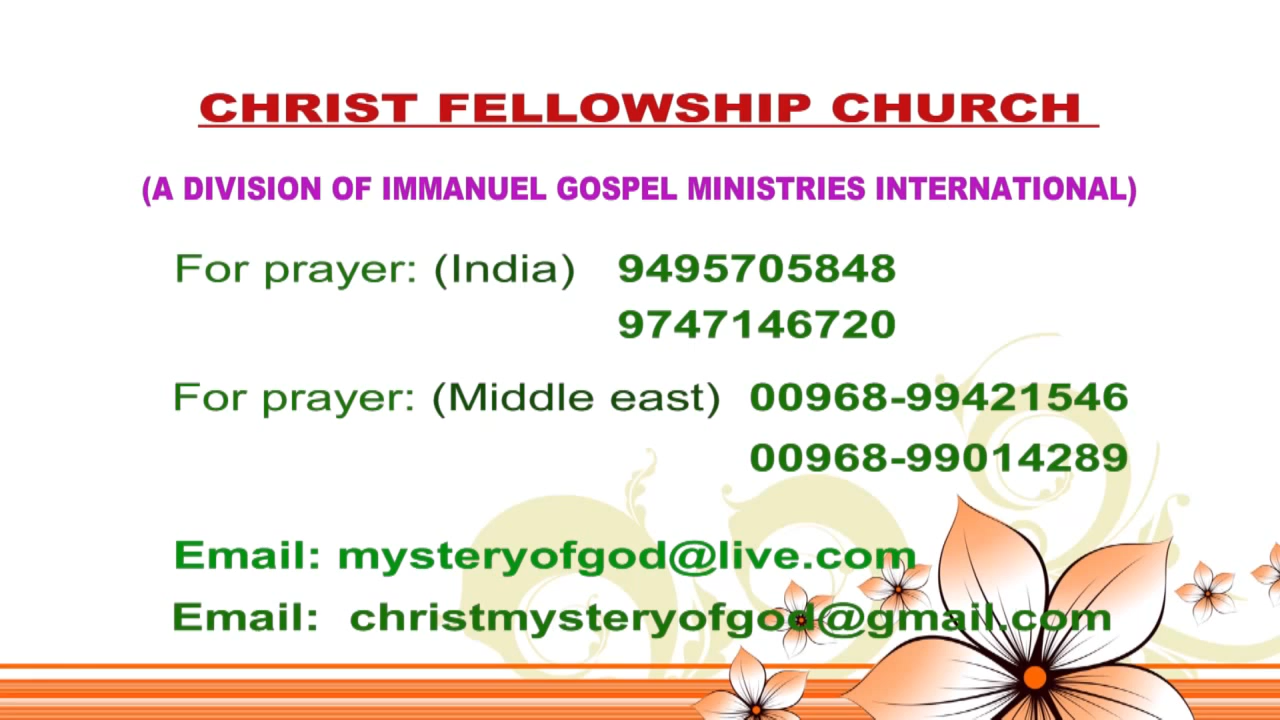 CHRIST FELLOWSHIP CHURCH
(A DIVISION OF IMMANUEL GOSPEL MINISTRIES INTERNATIONAL)
For prayer: (India) 9495705848
9747146720
For prayer: (Middle east) 00968-99421546
00968-99014289
Email: mysteryofgod@live.com
Email: christmysteryofgod@gmail.com